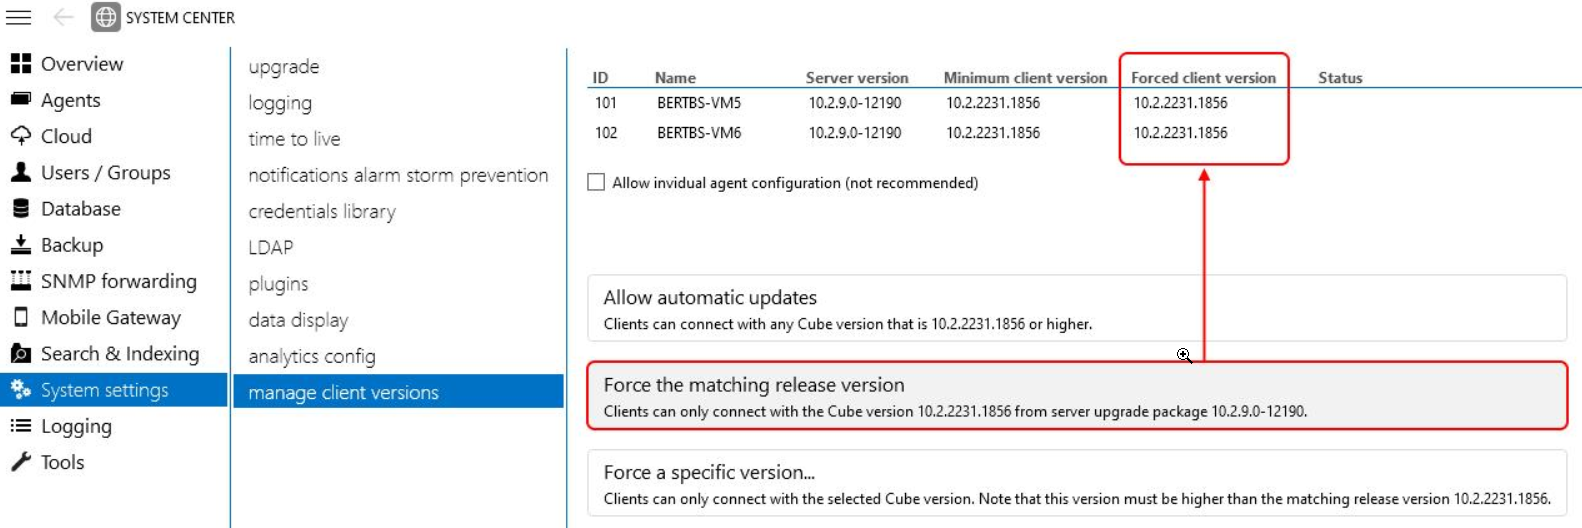 SYSTEM CENTER
Overview
Agents
Cloud
Users / Groups
Database
Backup
SNMP forwarding
Mobile Gateway
Search & Indexing
System settings
Logging
Tools
upgrade
logging
time to live
notifications alarm storm prevention
credentials library
LDAP
plugins
data display
analytics config
manage client versions
ID Name Server version Minimum client version Forced client version Status
101 BERTBS-VM5 10.2.9.0-12190 10.2.2231.1856 10.2.2231.1856
102 BERTBS-VM6 10.2.9.0-12190 10.2.2231.1856 10.2.2231.1856
Allow invidual agent configuration (not recommended)
Allow automatic updates
Clients can connect with any Cube version that is 10.2.2231.1856 or higher.
Force the matching release version
Clients can only connect with the Cube version 10.2.2231.1856 from server upgrade package 10.2.9.0-12190.
Force a specific version...
Clients can only connect with the selected Cube version. Note that this version must be higher than the matching release version 10.2.2231.1856.